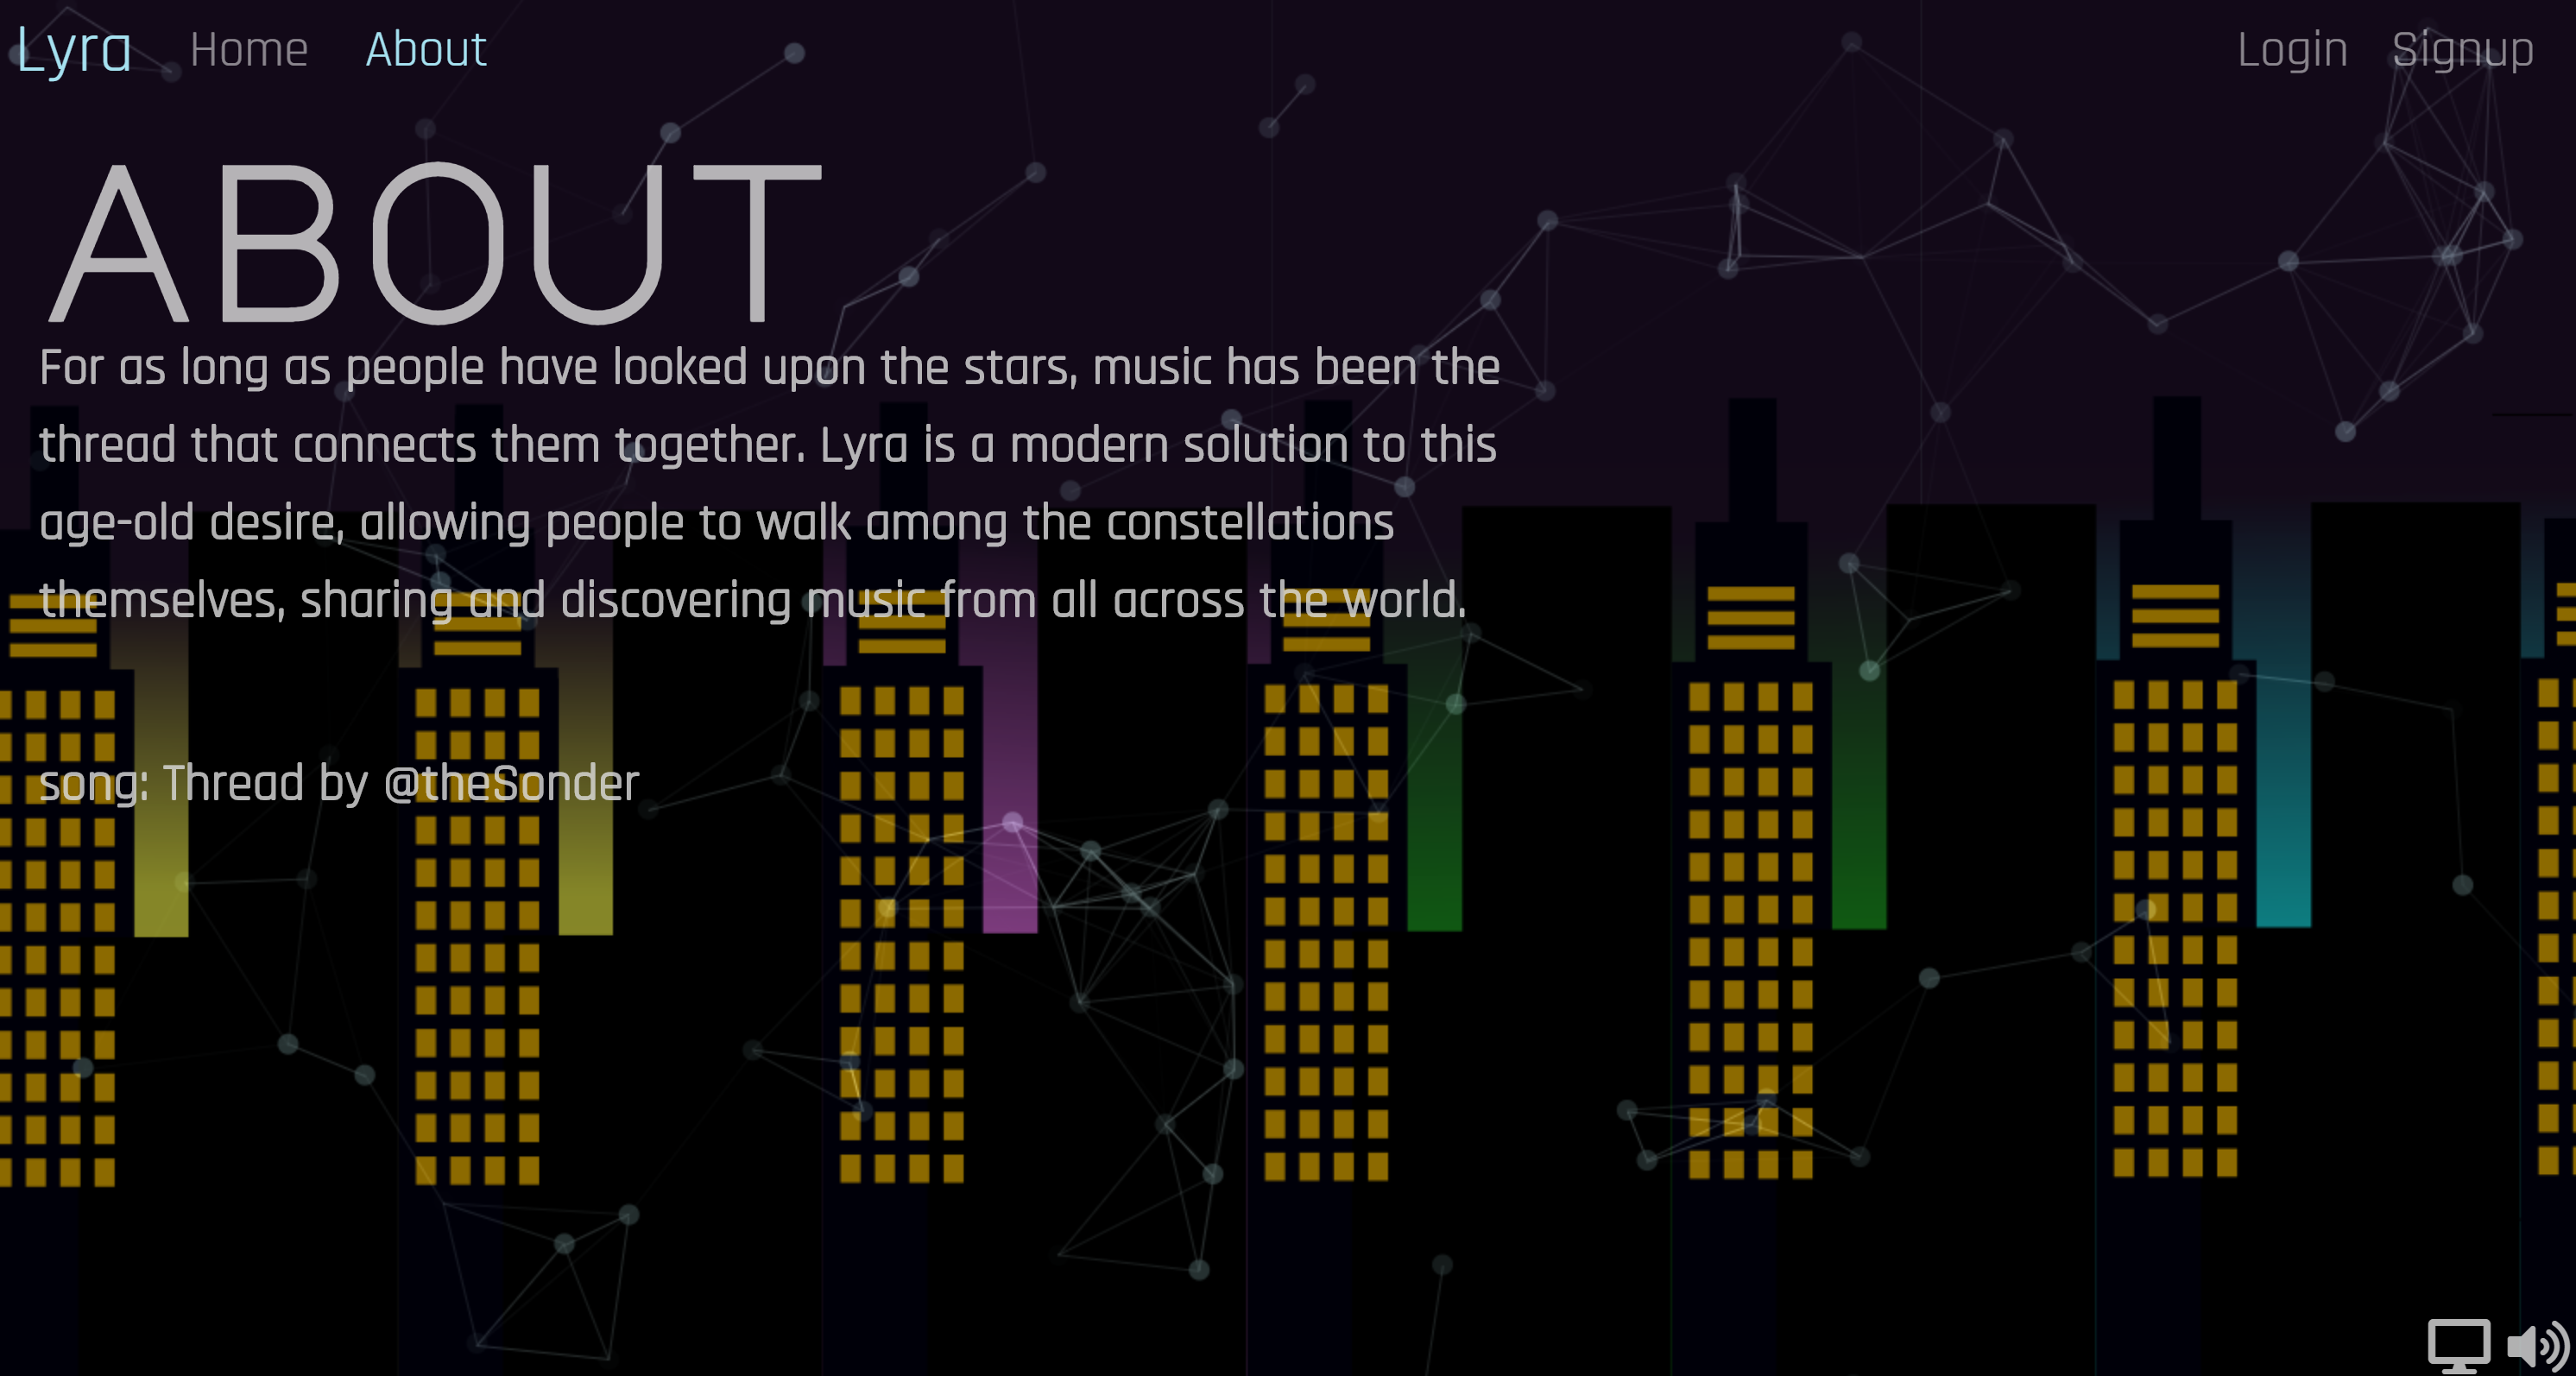 Lyra Home About Login Signup
ABOUT
For as long as people have looked upon the stars, music has been the
thread that connects them together. Lyra is a modern solution to this
age-old desire, allowing people to walk among the constellations
themselves, sharing and discovering music from all across the world.
song: Thread by @theSonder